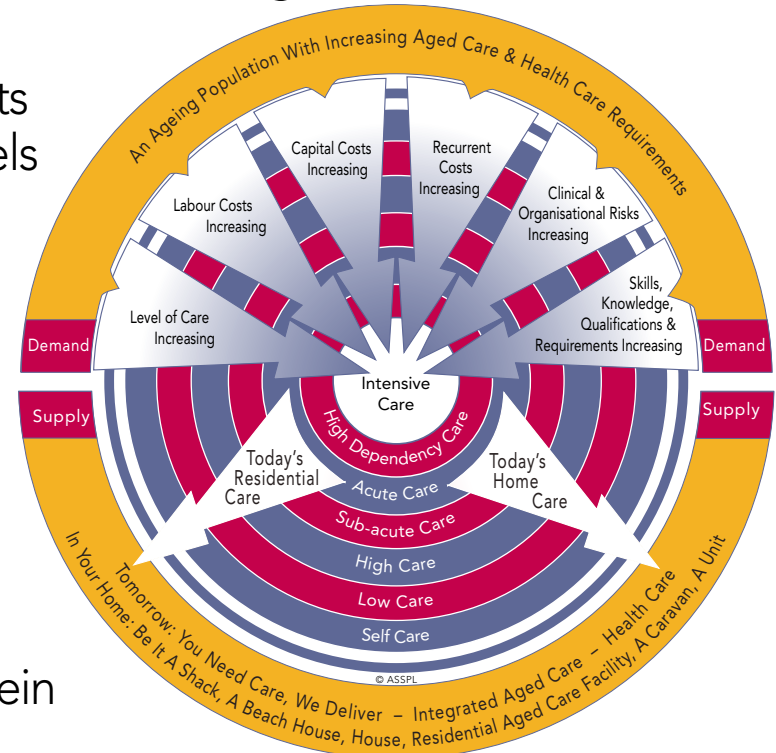 ts
els
An Ageing Population With Increasing Aged Care & Health Care Requirements
Capital Costs
Increasing
Recurrent
Costs
Increasing
Labour Costs
Increasing
Clinical &
Organisational Risks
Increasing
Level of Care
Increasing
Skills,
Knowledge,
Qualifications &
Requirements Increasing
Demand
Demand
Supply
Supply
Intensive
Care
High Dependency Care
Acute Care
Sub-acute Care
High Care
Low Care
Self Care
Today's
Residential
Care
Today's
Home
Care
© ASSPL
Tomorrow: You Need Care, We Deliver – Integrated Aged Care – Health Care
In Your Home: Be It A Shack, A Beach House, House, Residential Aged Care Facility, A Caravan, A Unit
ein